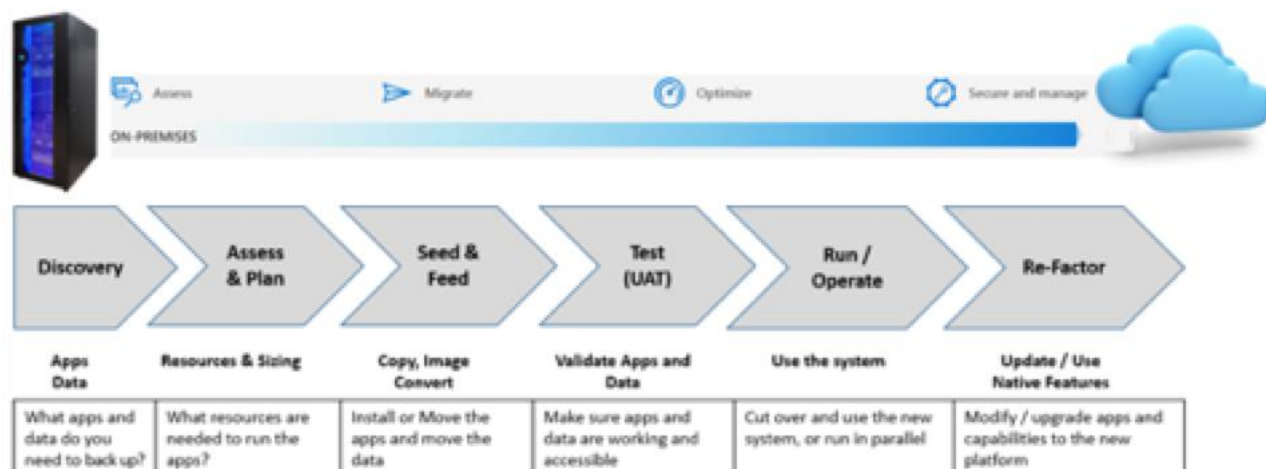 Assess
Migrate
Optimize
Secure and manage
ON-PREMISES
Discovery
Assess
& Plan
Seed &
Feed
Test
(UAT)
Run /
Operate
Re-Factor
Apps
Data
Resources & Sizing
Copy, Image
Convert
Validate Apps and
Data
Use the system
Update / Use
Native Features
What apps and
data do you
need to back up?
What resources are
needed to run the
apps?
Install or Move the
apps and move the
data
Make sure apps and
data are working and
accessible
Cut over and use the new
system, or run in parallel
Modify / upgrade apps and
capabilities to the new
platform